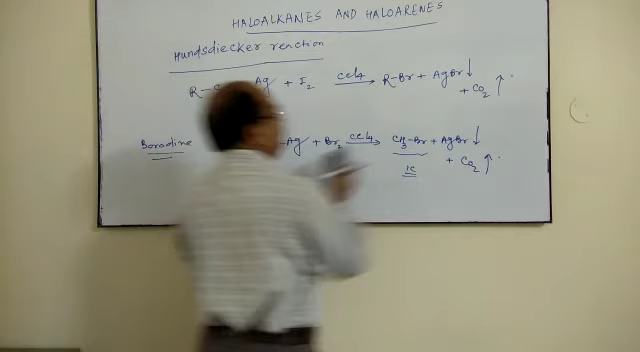 HALOALKANES AND HALOARENES
Hundsdiecker reaction
R-C Ag + I2 CCl4 R-Br + AgBr↓
+ CO2 ↑
Borodine -Ag + Br2 CCl4 CH3-Br + AgBr↓
+ CO2 ↑
1C